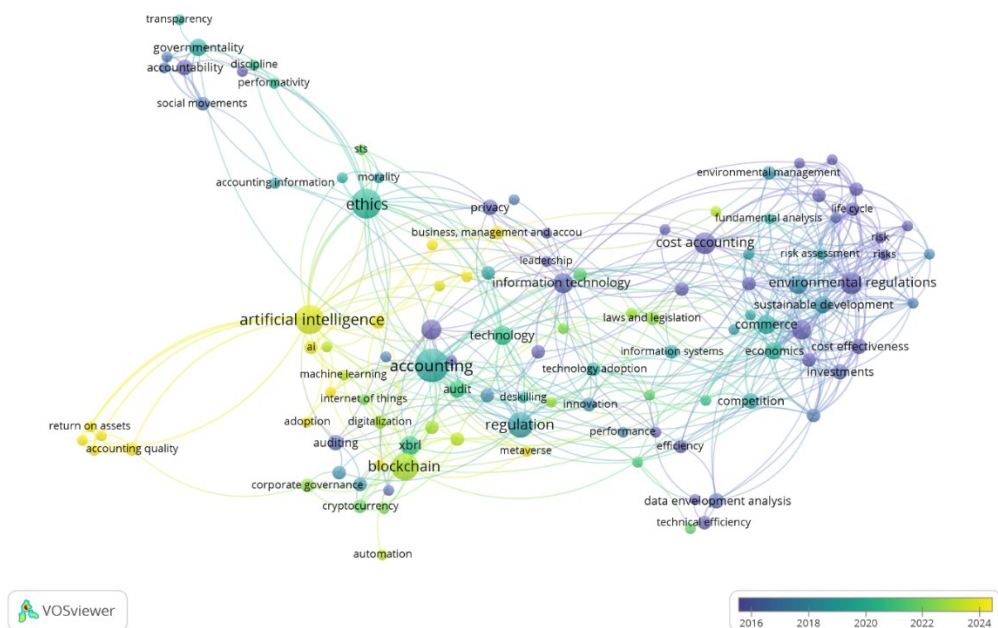 transparency
governmentality
discipline
accountability
performativity
social movements
sts
accounting information
morality
ethics
privacy
business, management and accou
leadership
information technology
environmental management
life cycle
fundamental analysis
cost accounting
risk
risk assessment
risks
environmental regulations
sustainable development
artificial intelligence
laws and legislation
commerce
technology
ai
information systems
economics
cost effectiveness
accounting
machine learning
technology adoption
investments
audit
deskilling
internet of things
innovation
competition
return on assets
adoption
digitalization
regulation
performance
accounting quality
auditing
xbrl
metaverse
efficiency
blockchain
corporate governance
cryptocurrency
data envelopment analysis
technical efficiency
automation
VOSviewer
2016 2018 2020 2022 2024